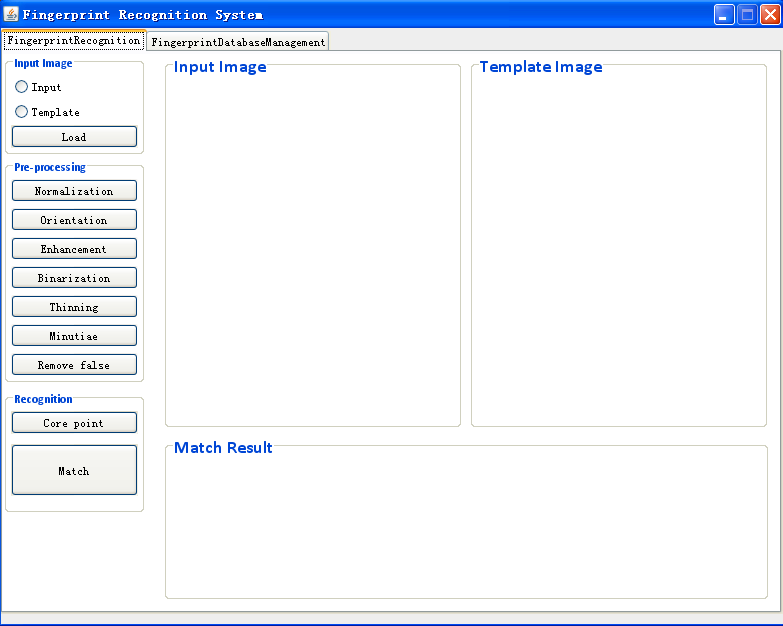 Fingerprint Recognition System
FingerprintRecognition
FingerprintDatabaseManagement
Input Image
Input
Template
Load
Pre-processing
Normalization
Orientation
Enhancement
Binarization
Thinning
Minutiae
Remove false
Recognition
Core point
Match
Input Image
Template Image
Match Result